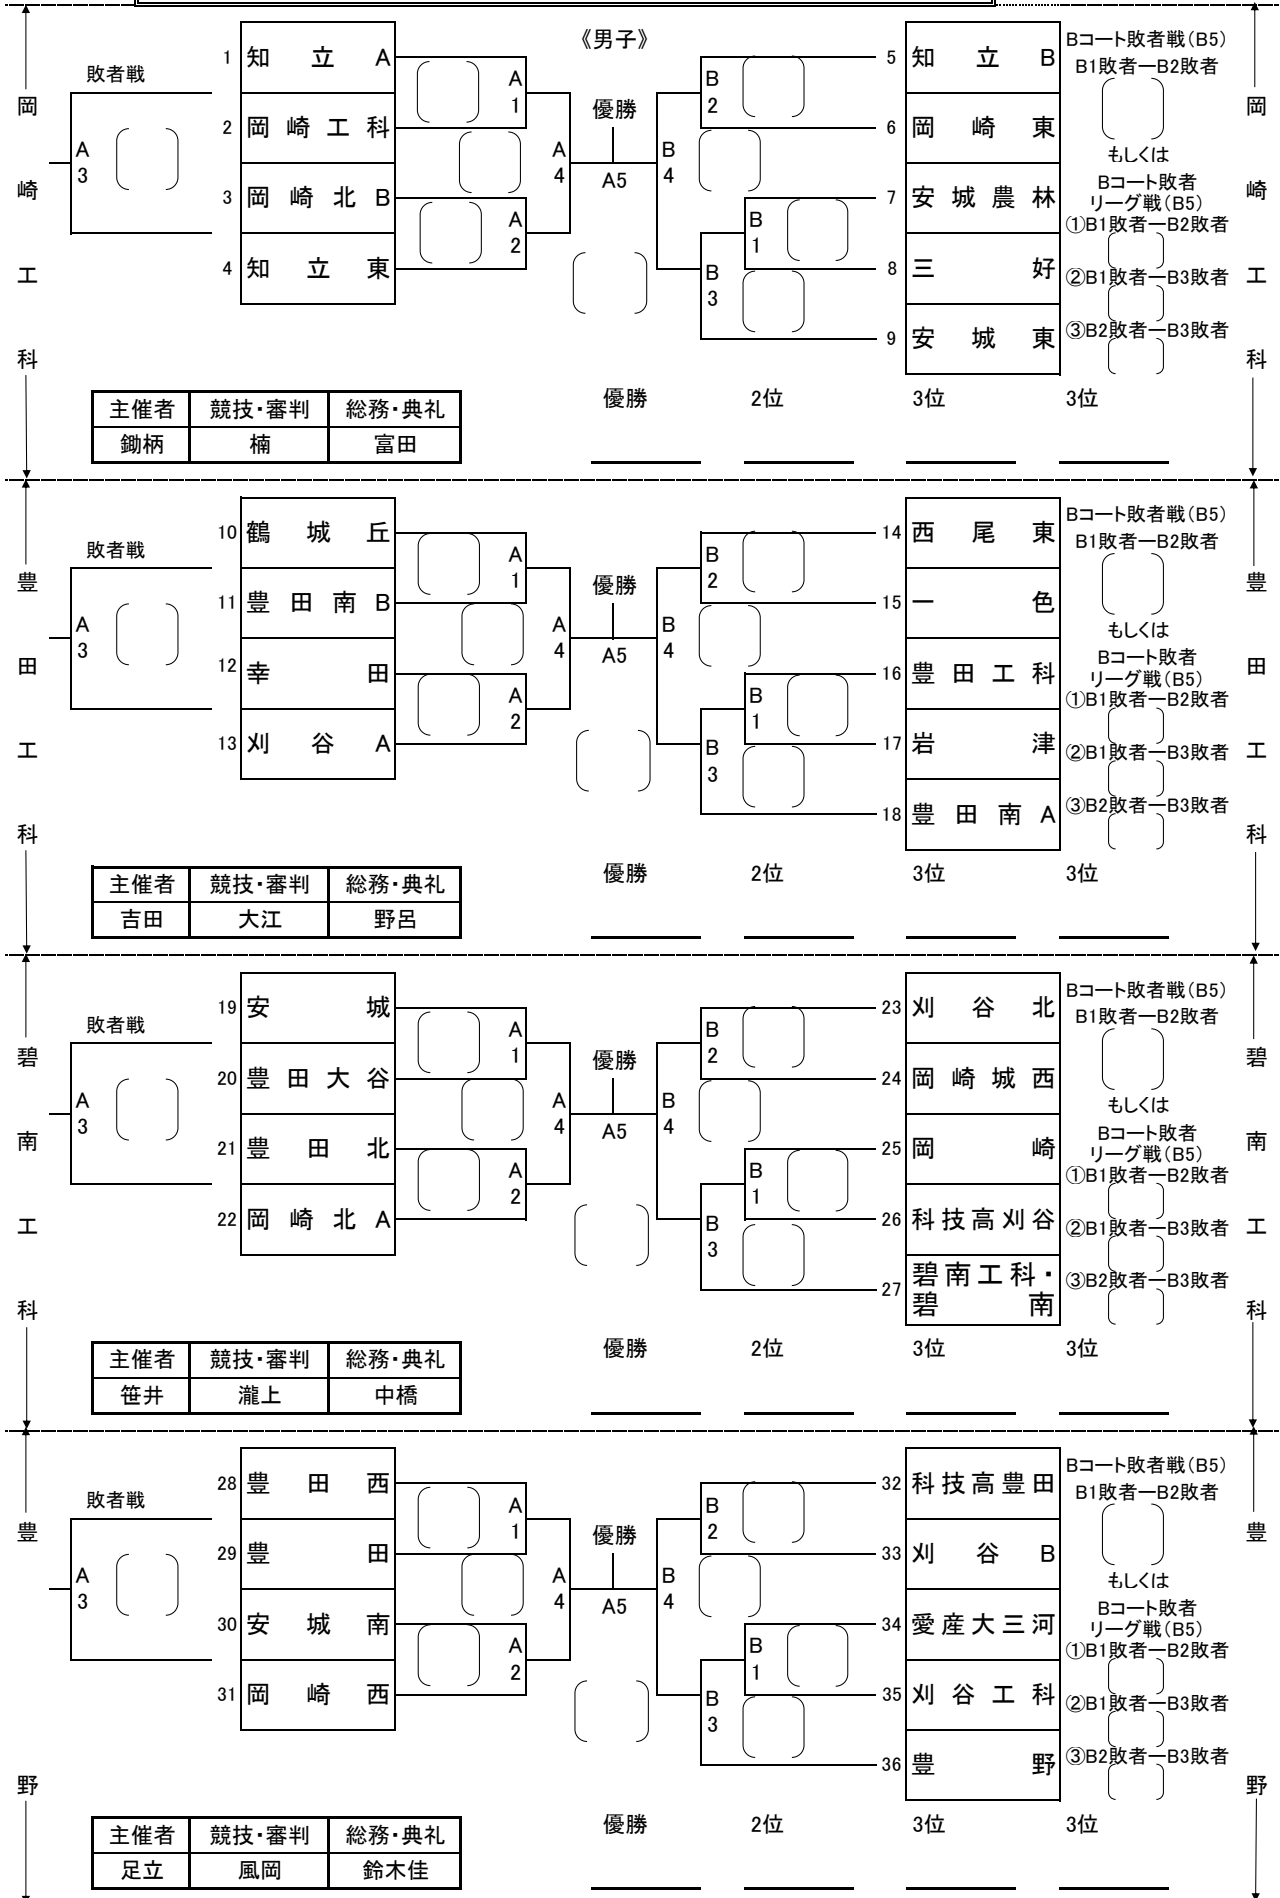 《男子》
岡崎工科
敗者戦
A3
1 知立A
2 岡崎工科
3 岡崎北B
4 知立東
A1
A2
A4
優勝
A5
B2
B4
B1
B3
5 知立B
6 岡崎東
7 安城農林
8 三好
9 安城東
Bコート敗者戦(B5)
B1敗者ーB2敗者
もしくは
Bコート敗者
リーグ戦(B5)
①B1敗者ーB2敗者
②B1敗者ーB3敗者
③B2敗者ーB3敗者
岡崎工科
主催者 競技・審判 総務・典礼
鋤柄 楠 富田
優勝 2位 3位 3位
豊田工科
敗者戦
A3
10 鶴城丘
11 豊田南B
12 幸田
13 刈谷A
A1
A2
A4
優勝
A5
B2
B4
B1
B3
14 西尾東
15 一色
16 豊田工科
17 岩津
18 豊田南A
Bコート敗者戦(B5)
B1敗者ーB2敗者
もしくは
Bコート敗者
リーグ戦(B5)
①B1敗者ーB2敗者
②B1敗者ーB3敗者
③B2敗者ーB3敗者
豊田工科
主催者 競技・審判 総務・典礼
吉田 大江 野呂
優勝 2位 3位 3位
碧南工科
敗者戦
A3
19 安城
20 豊田大谷
21 豊田北
22 岡崎北A
A1
A2
A4
優勝
A5
B2
B4
B1
B3
23 刈谷北
24 岡崎城西
25 岡崎
26 科技高刈谷
27 碧南工科・
碧南
Bコート敗者戦(B5)
B1敗者ーB2敗者
もしくは
Bコート敗者
リーグ戦(B5)
①B1敗者ーB2敗者
②B1敗者ーB3敗者
③B2敗者ーB3敗者
碧南工科
主催者 競技・審判 総務・典礼
笹井 瀧上 中橋
優勝 2位 3位 3位
豊野
敗者戦
A3
28 豊田西
29 豊田
30 安城南
31 岡崎西
A1
A2
A4
優勝
A5
B2
B4
B1
B3
32 科技高豊田
33 刈谷B
34 愛産大三河
35 刈谷工科
36 豊野
Bコート敗者戦(B5)
B1敗者ーB2敗者
もしくは
Bコート敗者
リーグ戦(B5)
①B1敗者ーB2敗者
②B1敗者ーB3敗者
③B2敗者ーB3敗者
豊野
主催者 競技・審判 総務・典礼
足立 風岡 鈴木佳
優勝 2位 3位 3位